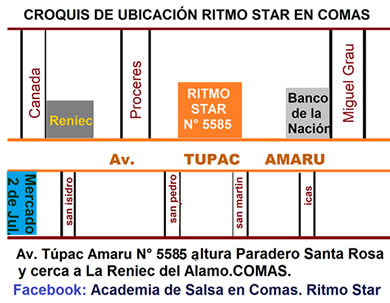 CROQUIS DE UBICACIÓN RITMO STAR EN COMAS
Canada
Reniec
Proceres
RITMO
STAR
N° 5585
Banco
de la
Nación
Miguel Grau
Av. TUPAC AMARU
Mercado
2 de Juli
san isidro
san pedro
san martin
icas
Av. Túpac Amaru N° 5585 altura Paradero Santa Rosa
y cerca a La Reniec del Alamo.COMAS.
Facebook: Academia de Salsa en Comas. Ritmo Star